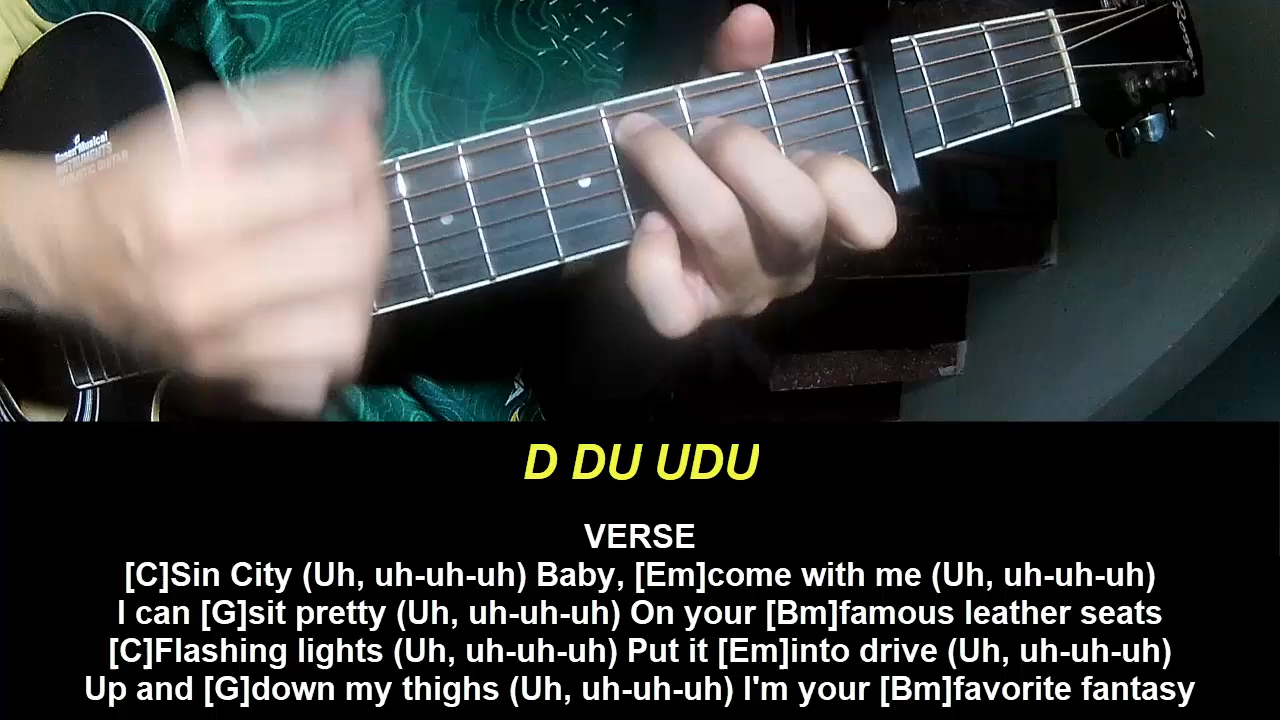 Musical
INSTRUMENTS
D DU UDU
VERSE
[C]Sin City (Uh, uh-uh-uh) Baby, [Em]come with me (Uh, uh-uh-uh)
I can [G]sit pretty (Uh, uh-uh-uh) On your [Bm]famous leather seats
[C]Flashing lights (Uh, uh-uh-uh) Put it [Em]into drive (Uh, uh-uh-uh)
Up and [G]down my thighs (Uh, uh-uh-uh) I'm your [Bm]favorite fantasy